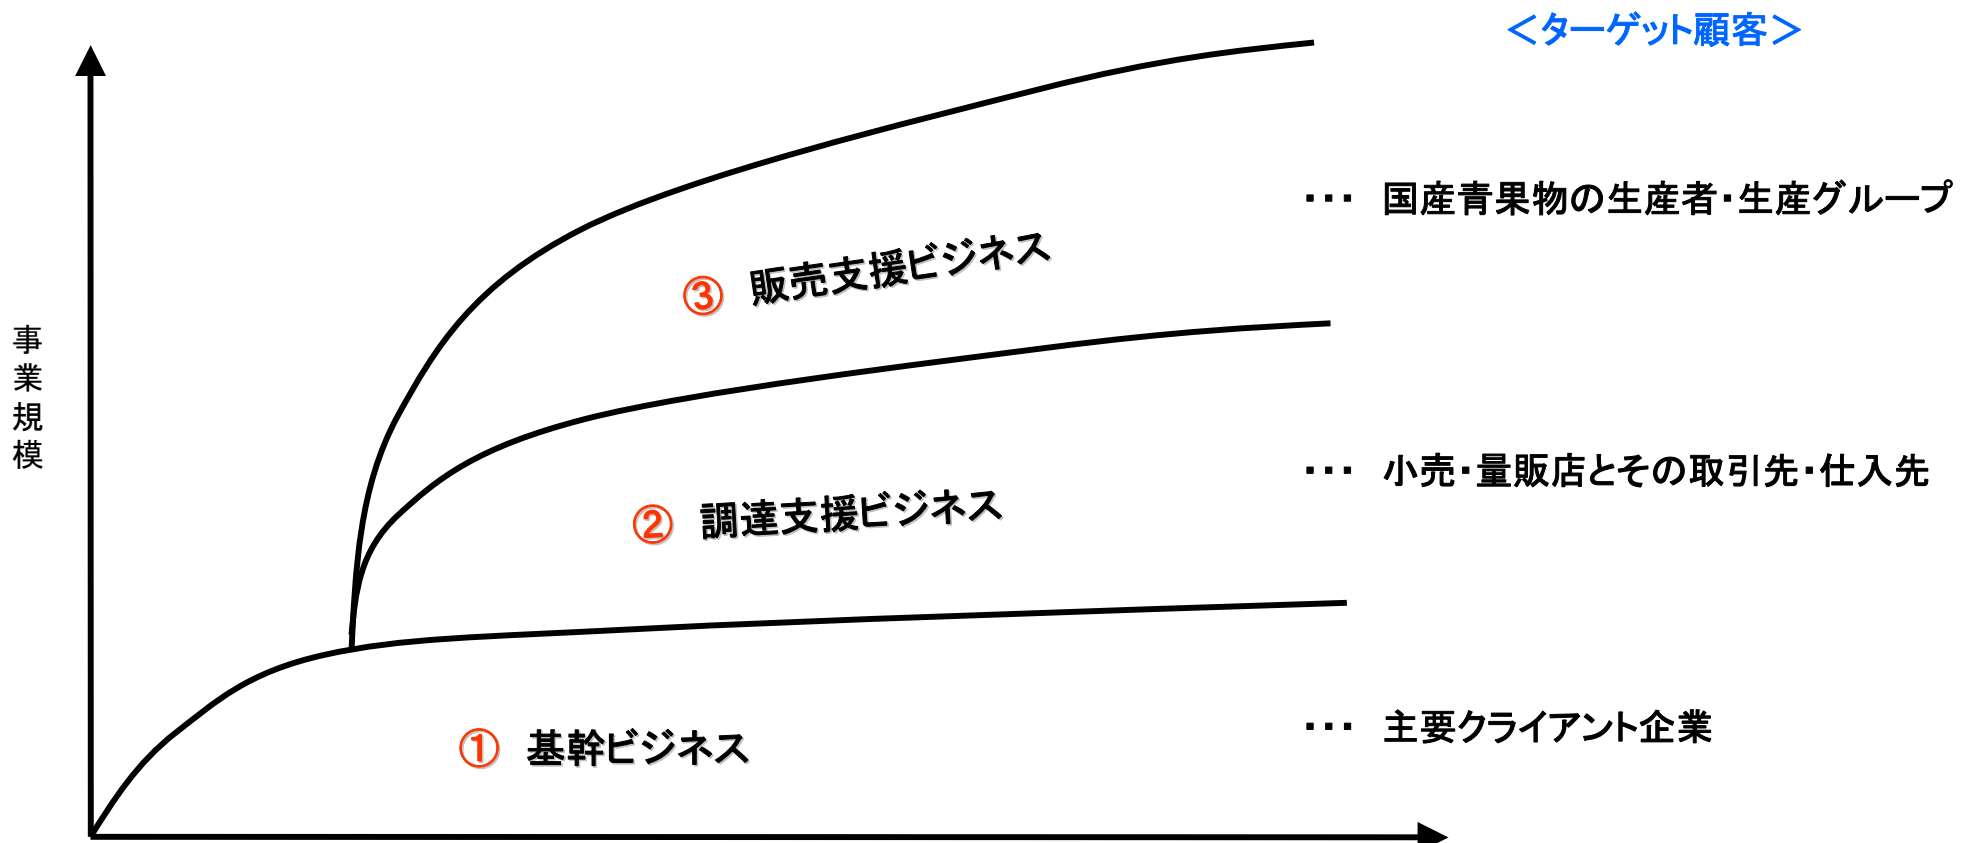 ＜ターゲット顧客＞
･･･ 国産青果物の生産者・生産グループ
③ 販売支援ビジネス
事業規模
･･･ 小売・量販店とその取引先・仕入先
② 調達支援ビジネス
･･･ 主要クライアント企業
① 基幹ビジネス